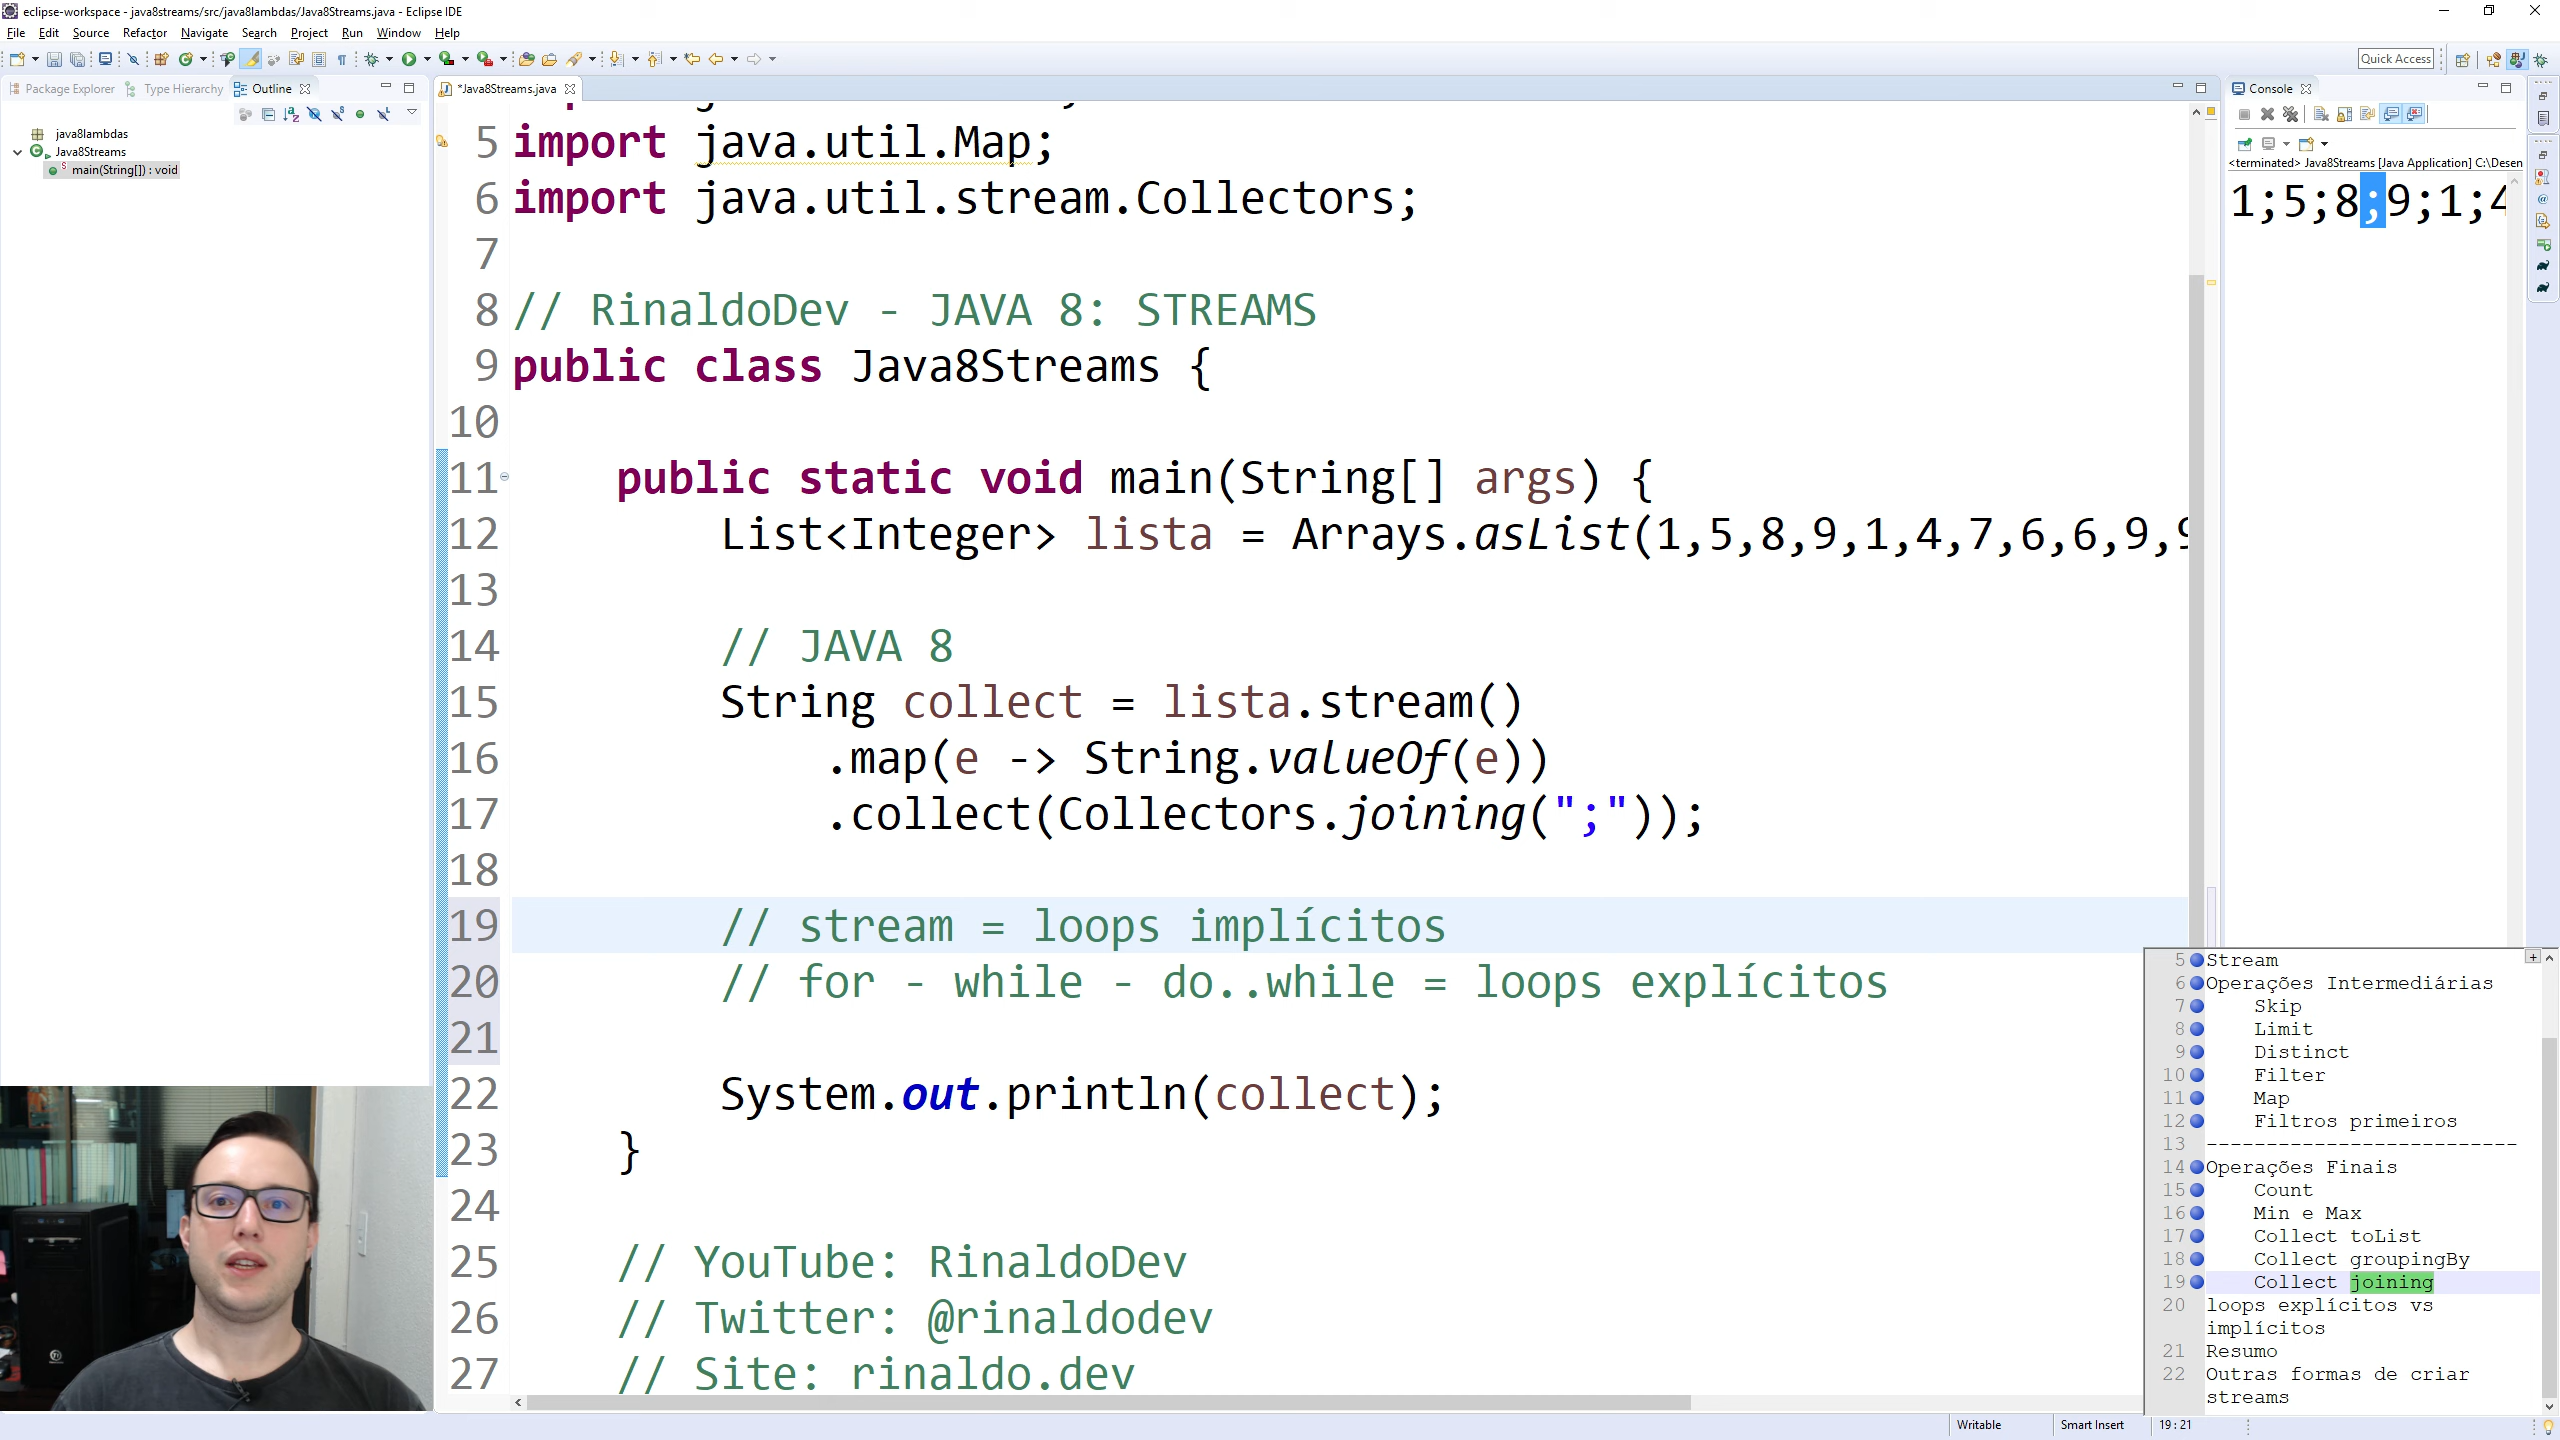 eclipse-workspace - java8streams/src/java8lambdas/Java8Streams.java - Eclipse IDE
File Edit Source Refactor Navigate Search Project Run Window Help
Quick Access
Package Explorer Type Hierarchy Outline
java8lambdas
Java8Streams
main(String[]) : void
*Java8Streams.java
5 import java.util.Map;
6 import java.util.stream.Collectors;
7
8 // RinaldoDev - JAVA 8: STREAMS
9 public class Java8Streams {
10
11 public static void main(String[] args) {
12 List<Integer> lista = Arrays.asList(1,5,8,9,1,4,7,6,6,9,9
13
14 // JAVA 8
15 String collect = lista.stream()
16 .map(e -> String.valueOf(e))
17 .collect(Collectors.joining(";"));
18
19 // stream = loops implícitos
20 // for - while - do..while = loops explícitos
21
22 System.out.println(collect);
23 }
24
25 // YouTube: RinaldoDev
26 // Twitter: @rinaldodev
27 // Site: rinaldo.dev
Console
<terminated> Java8Streams [Java Application] C:\Desen
1;5;8;9;1;4
5 Stream
6 Operações Intermediárias
7 Skip
8 Limit
9 Distinct
10 Filter
11 Map
12 Filtros primeiros
13 --------------------------
14 Operações Finais
15 Count
16 Min e Max
17 Collect toList
18 Collect groupingBy
19 Collect joining
20 loops explícitos vs
implícitos
21 Resumo
22 Outras formas de criar
streams
Writable Smart Insert 19 : 21